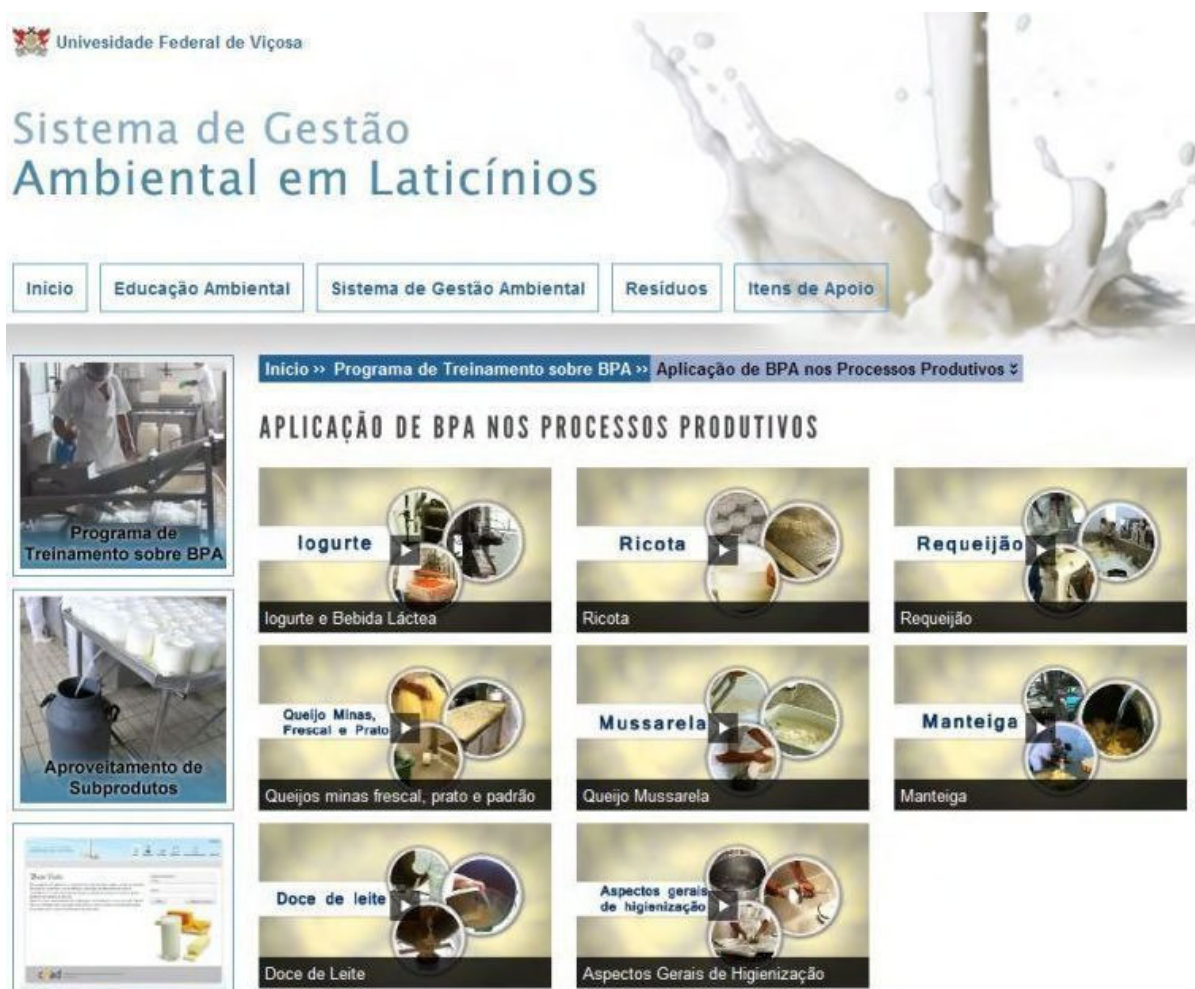 Univesidade Federal de Viçosa
Sistema de Gestão
Ambiental em Laticínios
Início
Educação Ambiental
Sistema de Gestão Ambiental
Resíduos
Itens de Apoio
Início ›› Programa de Treinamento sobre BPA ›› Aplicação de BPA nos Processos Produtivos
APLICAÇÃO DE BPA NOS PROCESSOS PRODUTIVOS
Programa de
Treinamento sobre BPA
Aproveitamento de
Subprodutos
Iogurte
Iogurte e Bebida Láctea
Ricota
Ricota
Requeijão
Requeijão
Queijo Minas,
Frescal e Prato
Queijos minas frescal, prato e padrão
Mussarela
Queijo Mussarela
Manteiga
Manteiga
Doce de leite
Doce de Leite
Aspectos gerais
de higienização
Aspectos Gerais de Higienização